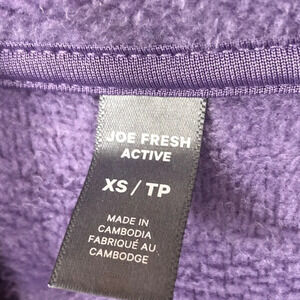 JOE FRESH
ACTIVE
XS / TP
MADE IN
CAMBODIA
FABRIQUÉ AU
CAMBODGE